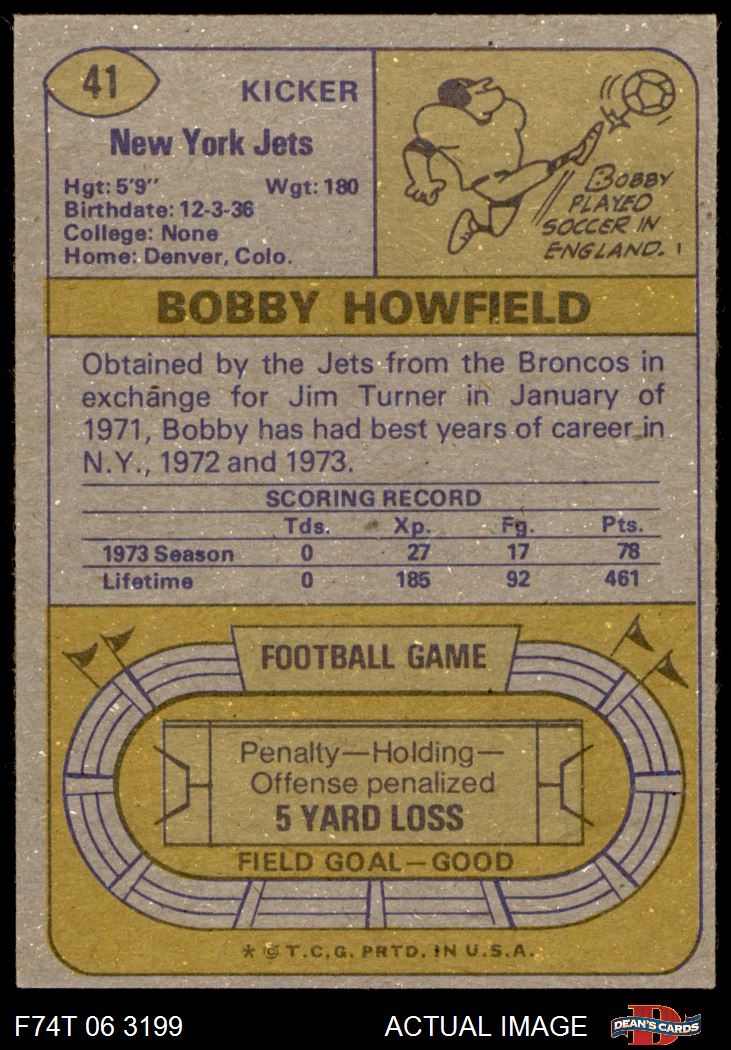 41
KICKER
New York Jets
Hgt: 5'9" Wgt: 180
Birthdate: 12-3-36
College: None
Home: Denver, Colo.
BOBBY
PLAYED
SOCCER IN
ENGLAND.
BOBBY HOWFIELD
Obtained by the Jets from the Broncos in
exchange for Jim Turner in January of
1971, Bobby has had best years of career in
N.Y., 1972 and 1973.
SCORING RECORD
Tds. Xp. Fg. Pts.
1973 Season 0 27 17 78
Lifetime 0 185 92 461
FOOTBALL GAME
Penalty—Holding—
Offense penalized
5 YARD LOSS
FIELD GOAL—GOOD
* © T.C.G. PRTD. IN U.S.A.
F74T 06 3199 ACTUAL IMAGE
D
DEAN'S CARDS